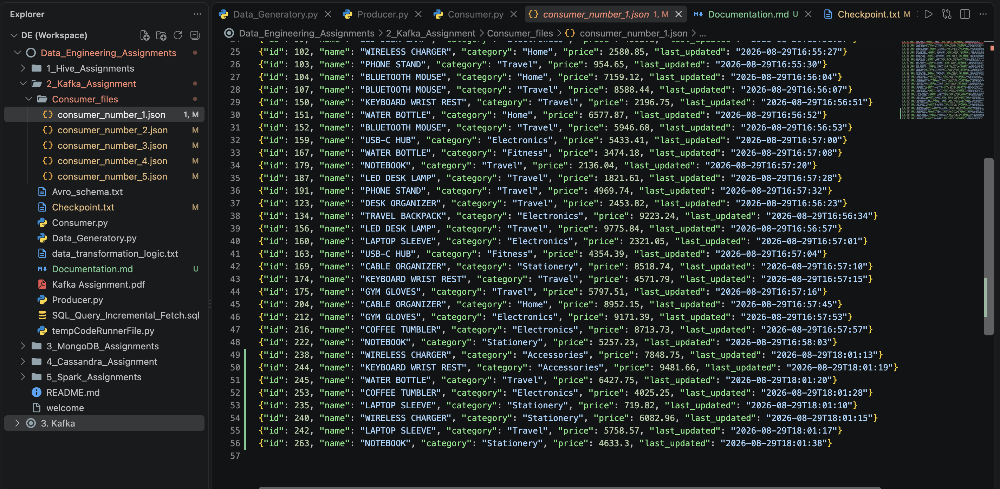 Explorer
DE (Workspace)
Data_Engineering_Assignments
1_Hive_Assignments
2_Kafka_Assignment
Consumer_files
consumer_number_1.json 1, M
consumer_number_2.json M
consumer_number_3.json M
consumer_number_4.json M
consumer_number_5.json M
Avro_schema.txt
Checkpoint.txt M
Consumer.py
Data_Generatory.py
data_transformation_logic.txt
Documentation.md U
Kafka Assignment.pdf
Producer.py
SQL_Query_Incremental_Fetch.sql
tempCodeRunnerFile.py
3_MongoDB_Assignments
4_Cassandra_Assignment
5_Spark_Assignments
README.md
welcome
3. Kafka
Data_Generatory.py Producer.py Consumer.py consumer_number_1.json 1, M Documentation.md U Checkpoint.txt M
Data_Engineering_Assignments > 2_Kafka_Assignment > Consumer_files > {} consumer_number_1.json > ...
25 {"id": 102, "name": "WIRELESS CHARGER", "category": "Home", "price": 2580.85, "last_updated": "2026-08-29T16:55:27"}
26 {"id": 103, "name": "PHONE STAND", "category": "Travel", "price": 954.65, "last_updated": "2026-08-29T16:55:30"}
27 {"id": 104, "name": "BLUETOOTH MOUSE", "category": "Home", "price": 7159.12, "last_updated": "2026-08-29T16:56:04"}
28 {"id": 107, "name": "BLUETOOTH MOUSE", "category": "Travel", "price": 8588.44, "last_updated": "2026-08-29T16:56:07"}
29 {"id": 150, "name": "KEYBOARD WRIST REST", "category": "Travel", "price": 2196.75, "last_updated": "2026-08-29T16:56:51"}
30 {"id": 151, "name": "WATER BOTTLE", "category": "Home", "price": 6577.87, "last_updated": "2026-08-29T16:56:52"}
31 {"id": 152, "name": "BLUETOOTH MOUSE", "category": "Travel", "price": 5946.68, "last_updated": "2026-08-29T16:56:53"}
32 {"id": 159, "name": "USB-C HUB", "category": "Electronics", "price": 5433.41, "last_updated": "2026-08-29T16:57:00"}
33 {"id": 167, "name": "WATER BOTTLE", "category": "Fitness", "price": 3474.18, "last_updated": "2026-08-29T16:57:08"}
34 {"id": 179, "name": "NOTEBOOK", "category": "Travel", "price": 2136.04, "last_updated": "2026-08-29T16:57:20"}
35 {"id": 187, "name": "LED DESK LAMP", "category": "Travel", "price": 1821.61, "last_updated": "2026-08-29T16:57:28"}
36 {"id": 191, "name": "PHONE STAND", "category": "Travel", "price": 4969.74, "last_updated": "2026-08-29T16:57:32"}
37 {"id": 123, "name": "DESK ORGANIZER", "category": "Travel", "price": 2453.82, "last_updated": "2026-08-29T16:56:23"}
38 {"id": 134, "name": "TRAVEL BACKPACK", "category": "Electronics", "price": 9223.24, "last_updated": "2026-08-29T16:56:34"}
39 {"id": 156, "name": "LED DESK LAMP", "category": "Travel", "price": 9775.84, "last_updated": "2026-08-29T16:56:57"}
40 {"id": 160, "name": "LAPTOP SLEEVE", "category": "Electronics", "price": 2321.05, "last_updated": "2026-08-29T16:57:01"}
41 {"id": 163, "name": "USB-C HUB", "category": "Fitness", "price": 4354.39, "last_updated": "2026-08-29T16:57:04"}
42 {"id": 169, "name": "CABLE ORGANIZER", "category": "Stationery", "price": 8518.74, "last_updated": "2026-08-29T16:57:10"}
43 {"id": 174, "name": "KEYBOARD WRIST REST", "category": "Travel", "price": 4571.79, "last_updated": "2026-08-29T16:57:15"}
44 {"id": 175, "name": "GYM GLOVES", "category": "Travel", "price": 5797.51, "last_updated": "2026-08-29T16:57:16"}
45 {"id": 204, "name": "CABLE ORGANIZER", "category": "Home", "price": 8952.15, "last_updated": "2026-08-29T16:57:45"}
46 {"id": 212, "name": "GYM GLOVES", "category": "Electronics", "price": 9171.39, "last_updated": "2026-08-29T16:57:53"}
47 {"id": 216, "name": "COFFEE TUMBLER", "category": "Electronics", "price": 8713.73, "last_updated": "2026-08-29T16:57:57"}
48 {"id": 222, "name": "NOTEBOOK", "category": "Stationery", "price": 5257.23, "last_updated": "2026-08-29T16:58:03"}
49 {"id": 238, "name": "WIRELESS CHARGER", "category": "Accessories", "price": 7848.75, "last_updated": "2026-08-29T18:01:13"}
50 {"id": 244, "name": "KEYBOARD WRIST REST", "category": "Accessories", "price": 9481.66, "last_updated": "2026-08-29T18:01:19"}
51 {"id": 245, "name": "WATER BOTTLE", "category": "Travel", "price": 6427.75, "last_updated": "2026-08-29T18:01:20"}
52 {"id": 253, "name": "COFFEE TUMBLER", "category": "Electronics", "price": 4025.25, "last_updated": "2026-08-29T18:01:28"}
53 {"id": 235, "name": "LAPTOP SLEEVE", "category": "Stationery", "price": 719.82, "last_updated": "2026-08-29T18:01:10"}
54 {"id": 240, "name": "WIRELESS CHARGER", "category": "Stationery", "price": 6082.96, "last_updated": "2026-08-29T18:01:15"}
55 {"id": 242, "name": "LAPTOP SLEEVE", "category": "Travel", "price": 5758.57, "last_updated": "2026-08-29T18:01:17"}
56 {"id": 263, "name": "NOTEBOOK", "category": "Stationery", "price": 4633.3, "last_updated": "2026-08-29T18:01:38"}
57